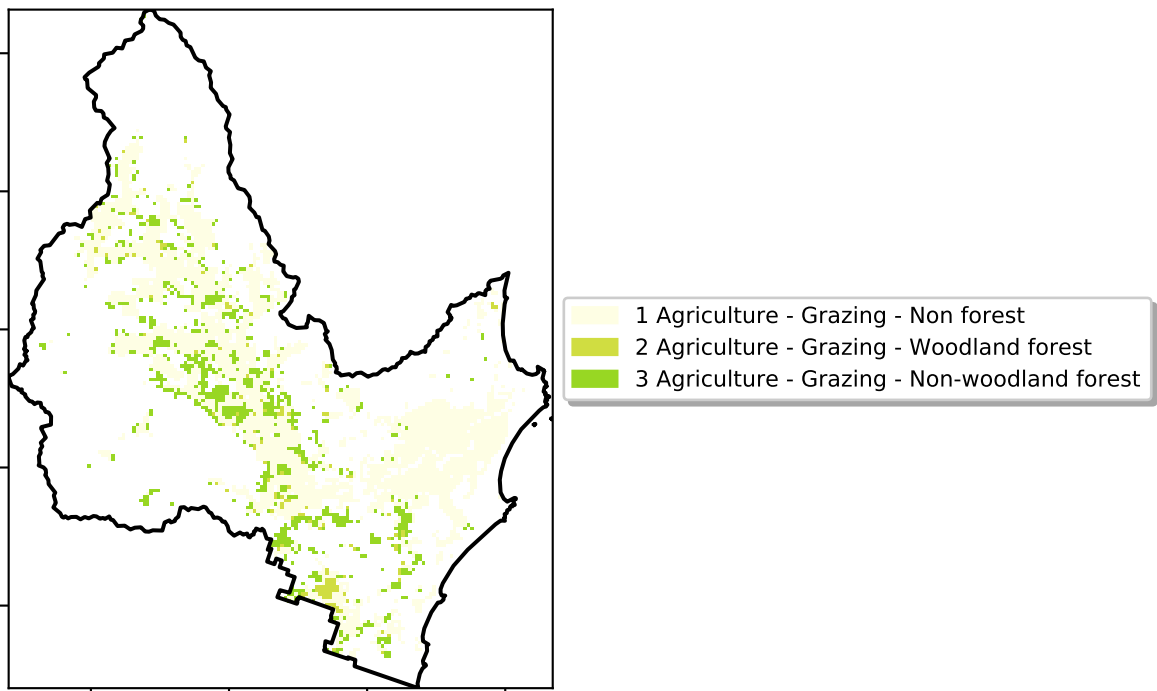 1 Agriculture - Grazing - Non forest
2 Agriculture - Grazing - Woodland forest
3 Agriculture - Grazing - Non-woodland forest